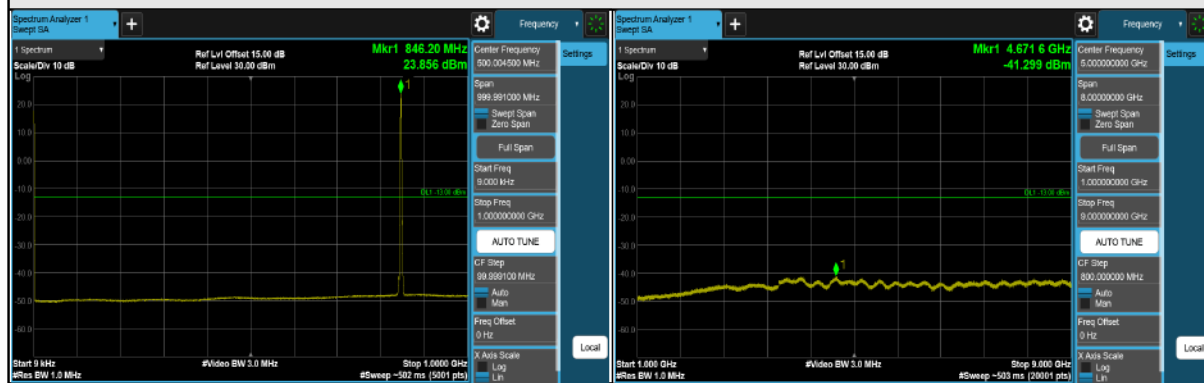 Spectrum Analyzer 1
Swept SA
+
Frequency
1 Spectrum
Scale/Div 10 dB
Log
Ref Lvl Offset 15.00 dB
Ref Level 30.00 dBm
Mkr1 846.20 MHz
23.856 dBm
1
20.0
10.0
0.00
-10.0
-20.0
-30.0
-40.0
-50.0
-60.0
DL1 -13.00 dBm
Start 9 kHz
#Res BW 1.0 MHz
#Video BW 3.0 MHz
Stop 1.0000 GHz
#Sweep ~502 ms (5001 pts)
Center Frequency
500.004500 MHz
Settings
Span
999.991000 MHz
Swept Span
Zero Span
Full Span
Start Freq
9.000 kHz
Stop Freq
1.000000000 GHz
AUTO TUNE
CF Step
99.999100 MHz
Auto
Man
Freq Offset
0 Hz
X Axis Scale
Log
Lin
Local
Spectrum Analyzer 1
Swept SA
+
Frequency
1 Spectrum
Scale/Div 10 dB
Log
Ref Lvl Offset 15.00 dB
Ref Level 30.00 dBm
Mkr1 4.671 6 GHz
-41.299 dBm
1
20.0
10.0
0.00
-10.0
-20.0
-30.0
-40.0
-50.0
-60.0
DL1 -13.00 dBm
Start 1.000 GHz
#Res BW 1.0 MHz
#Video BW 3.0 MHz
Stop 9.000 GHz
#Sweep ~503 ms (20001 pts)
Center Frequency
5.000000000 GHz
Settings
Span
8.00000000 GHz
Swept Span
Zero Span
Full Span
Start Freq
1.000000000 GHz
Stop Freq
9.000000000 GHz
AUTO TUNE
CF Step
800.000000 MHz
Auto
Man
Freq Offset
0 Hz
X Axis Scale
Log
Lin
Local